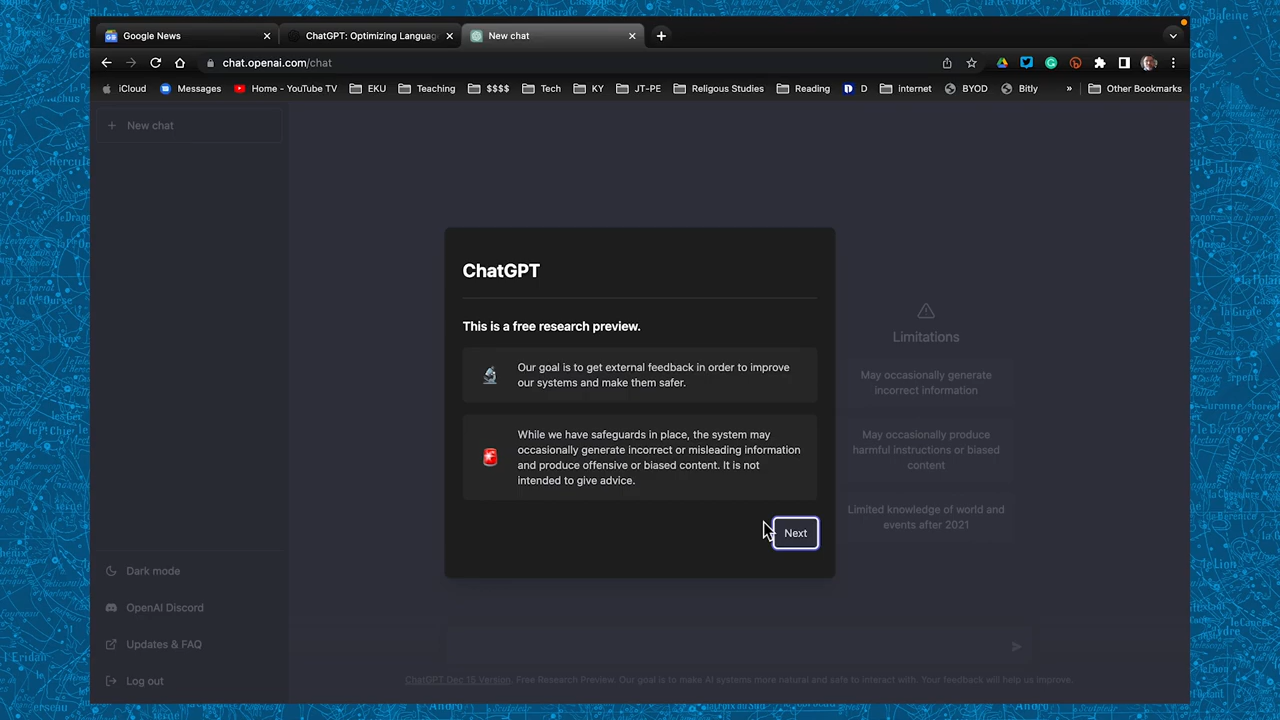 Google News
ChatGPT: Optimizing Languag
New chat
chat.openai.com/chat
iCloud
Messages
Home - YouTube TV
EKU
Teaching
$$$$
Tech
KY
JT-PE
Religous Studies
Reading
D
internet
BYOD
Bitly
»
Other Bookmarks
New chat
ChatGPT
This is a free research preview.
Our goal is to get external feedback in order to improve
our systems and make them safer.
While we have safeguards in place, the system may
occasionally generate incorrect or misleading information
and produce offensive or biased content. It is not
intended to give advice.
Next
Limitations
May occasionally generate
incorrect information
May occasionally produce
harmful instructions or biased
content
Limited knowledge of world and
events after 2021
Dark mode
OpenAI Discord
Updates & FAQ
Log out
ChatGPT Dec 15 Version. Free Research Preview. Our goal is to make AI systems more natural and safe to interact with. Your feedback will help us improve.
la Girafe
l'Eridan
le Lion